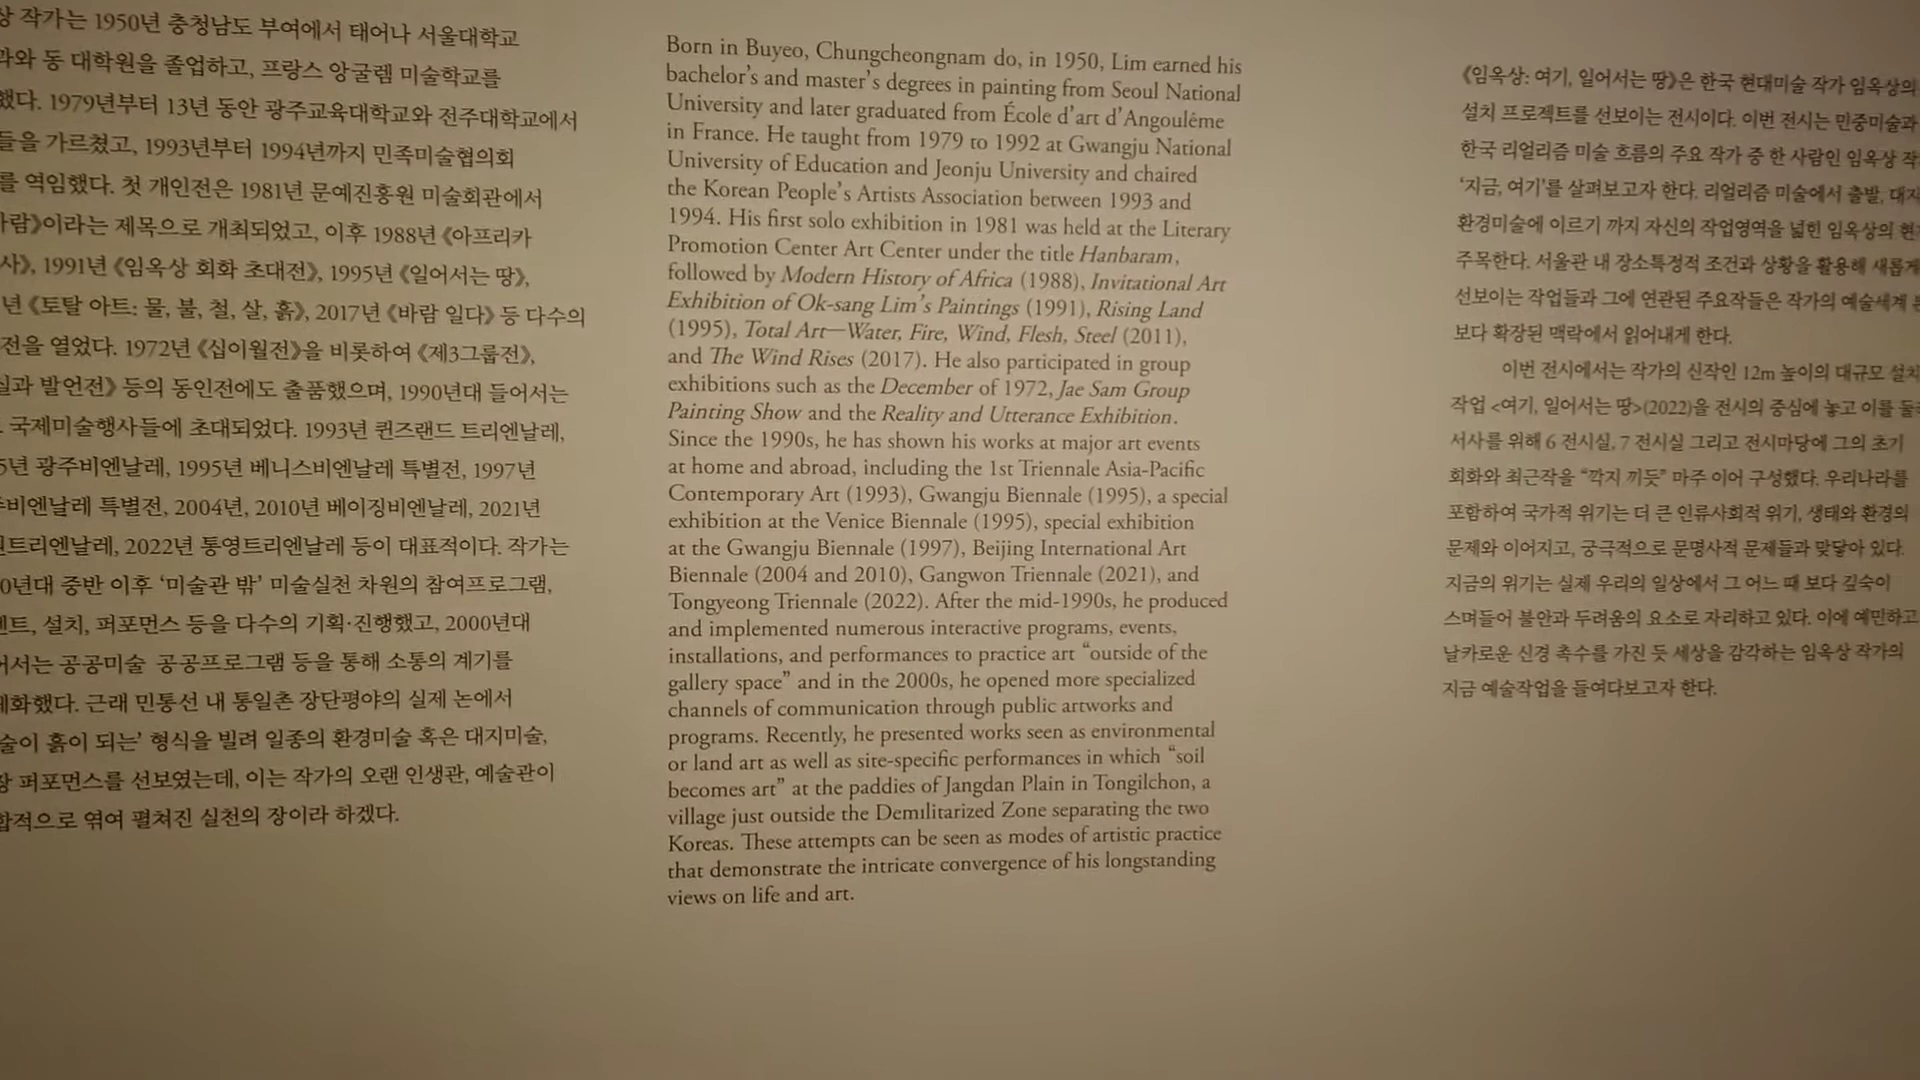 상 작가는 1950년 충청남도 부여에서 태어나 서울대학교
과와 동 대학원을 졸업하고, 프랑스 앙굴렘 미술학교를
했다. 1979년부터 13년 동안 광주교육대학교와 전주대학교에서
들을 가르쳤고, 1993년부터 1994년까지 민족미술협의회
를 역임했다. 첫 개인전은 1981년 문예진흥원 미술회관에서
바람》이라는 제목으로 개최되었고, 이후 1988년 《아프리카
사》, 1991년 《임옥상 회화 초대전》, 1995년 《일어서는 땅》,
년 《토탈 아트: 물, 불, 철, 살, 흙》, 2017년 《바람 일다》 등 다수의
전을 열었다. 1972년 《십이월전》을 비롯하여 《제3그룹전》,
실과 발언전》 등의 동인전에도 출품했으며, 1990년대 들어서는
국제미술행사들에 초대되었다. 1993년 퀸즈랜드 트리엔날레,
5년 광주비엔날레, 1995년 베니스비엔날레 특별전, 1997년
비엔날레 특별전, 2004년, 2010년 베이징비엔날레, 2021년
원트리엔날레, 2022년 통영트리엔날레 등이 대표적이다. 작가는
0년대 중반 이후 ‘미술관 밖’ 미술실천 차원의 참여프로그램,
벤트, 설치, 퍼포먼스 등을 다수의 기획·진행했고, 2000년대
어서는 공공미술 공공프로그램 등을 통해 소통의 계기를
체화했다. 근래 민통선 내 통일촌 장단평야의 실제 논에서
술이 흙이 되는’ 형식을 빌려 일종의 환경미술 혹은 대지미술,
장 퍼포먼스를 선보였는데, 이는 작가의 오랜 인생관, 예술관이
합적으로 엮여 펼쳐진 실천의 장이라 하겠다.
Born in Buyeo, Chungcheongnam do, in 1950, Lim earned his
bachelor’s and master’s degrees in painting from Seoul National
University and later graduated from École d’art d’Angoulême
in France. He taught from 1979 to 1992 at Gwangju National
University of Education and Jeonju University and chaired
the Korean People’s Artists Association between 1993 and
1994. His first solo exhibition in 1981 was held at the Literary
Promotion Center Art Center under the title Hanbaram,
followed by Modern History of Africa (1988), Invitational Art
Exhibition of Ok-sang Lim’s Paintings (1991), Rising Land
(1995), Total Art—Water, Fire, Wind, Flesh, Steel (2011),
and The Wind Rises (2017). He also participated in group
exhibitions such as the December of 1972, Jae Sam Group
Painting Show and the Reality and Utterance Exhibition.
Since the 1990s, he has shown his works at major art events
at home and abroad, including the 1st Triennale Asia-Pacific
Contemporary Art (1993), Gwangju Biennale (1995), a special
exhibition at the Venice Biennale (1995), special exhibition
at the Gwangju Biennale (1997), Beijing International Art
Biennale (2004 and 2010), Gangwon Triennale (2021), and
Tongyeong Triennale (2022). After the mid-1990s, he produced
and implemented numerous interactive programs, events,
installations, and performances to practice art “outside of the
gallery space” and in the 2000s, he opened more specialized
channels of communication through public artworks and
programs. Recently, he presented works seen as environmental
or land art as well as site-specific performances in which “soil
becomes art” at the paddies of Jangdan Plain in Tongilchon, a
village just outside the Demilitarized Zone separating the two
Koreas. These attempts can be seen as modes of artistic practice
that demonstrate the intricate convergence of his longstanding
views on life and art.
《임옥상: 여기, 일어서는 땅》은 한국 현대미술 작가 임옥상의
설치 프로젝트를 선보이는 전시이다. 이번 전시는 민중미술과
한국 리얼리즘 미술 흐름의 주요 작가 중 한 사람인 임옥상 작
‘지금, 여기’를 살펴보고자 한다. 리얼리즘 미술에서 출발, 대지
환경미술에 이르기 까지 자신의 작업영역을 넓힌 임옥상의 현
주목한다. 서울관 내 장소특정적 조건과 상황을 활용해 새롭게
선보이는 작업들과 그에 연관된 주요작들은 작가의 예술세계
보다 확장된 맥락에서 읽어내게 한다.
이번 전시에서는 작가의 신작인 12m 높이의 대규모 설치
작업 <여기, 일어서는 땅>(2022)을 전시의 중심에 놓고 이를 둘
서사를 위해 6 전시실, 7 전시실 그리고 전시마당에 그의 초기
회화와 최근작을 “깍지 끼듯” 마주 이어 구성했다. 우리나라를
포함하여 국가적 위기는 더 큰 인류사회적 위기, 생태와 환경의
문제와 이어지고, 궁극적으로 문명사적 문제들과 맞닿아 있다.
지금의 위기는 실제 우리의 일상에서 그 어느 때 보다 깊숙이
스며들어 불안과 두려움의 요소로 자리하고 있다. 이에 예민하고
날카로운 신경 촉수를 가진 듯 세상을 감각하는 임옥상 작가의
지금 예술작업을 들여다보고자 한다.